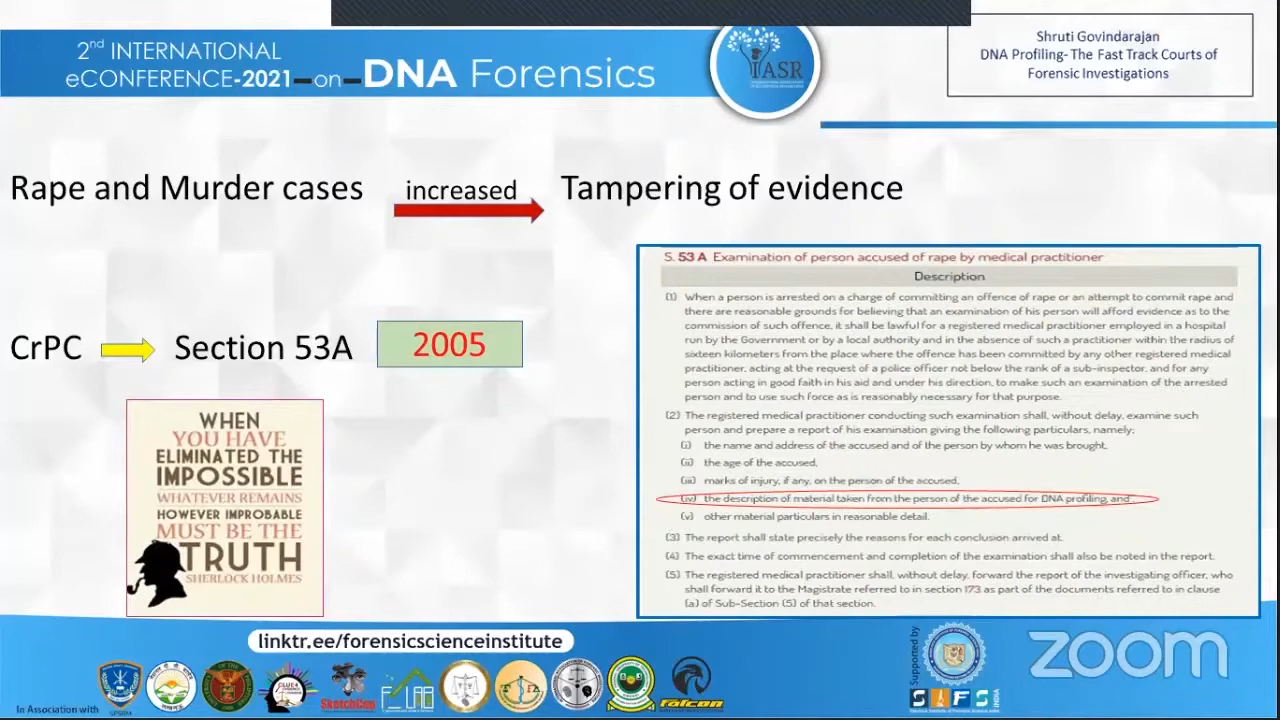 2nd INTERNATIONAL
eCONFERENCE-2021-on-DNA Forensics
IASR
Shruti Govindarajan
DNA Profiling- The Fast Track Courts of
Forensic Investigations
Rape and Murder cases increased Tampering of evidence
CrPC Section 53A 2005
WHEN
YOU HAVE
ELIMINATED THE
IMPOSSIBLE
WHATEVER REMAINS
HOWEVER IMPROBABLE
MUST BE THE
TRUTH
SHERLOCK HOLMES
S. 53 A Examination of person accused of rape by medical practitioner
Description
(1) When a person is arrested on a charge of committing an offence of rape or an attempt to commit rape and
there are reasonable grounds for believing that an examination of his person will afford evidence as to the
commission of such offence, it shall be lawful for a registered medical practitioner employed in a hospital
run by the Government or by a local authority and in the absence of such a practitioner within the radius of
sixteen kilometers from the place where the offence has been committed by any other registered medical
practitioner, acting at the request of a police officer not below the rank of a sub-inspector, and for any
person acting in good faith in his aid and under his direction, to make such an examination of the arrested
person and to use such force as is reasonably necessary for that purpose.
(2) The registered medical practitioner conducting such examination shall, without delay, examine such
person and prepare a report of his examination giving the following particulars, namely;
(i) the name and address of the accused and of the person by whom he was brought,
(ii) the age of the accused,
(iii) marks of injury, if any, on the person of the accused,
(iv) the description of material taken from the person of the accused for DNA profiling, and
(v) other material particulars in reasonable detail.
(3) The report shall state precisely the reasons for each conclusion arrived at.
(4) The exact time of commencement and completion of the examination shall also be noted in the report.
(5) The registered medical practitioner shall, without delay, forward the report of the investigating officer, who
shall forward it to the Magistrate referred to in section 173 as part of the documents referred to in clause
(a) of Sub-Section (5) of that section.
linktr.ee/forensicscienceinstitute
In Association with
SketchCop
F-LAB
Falcon
Supported by
SIFS
INDIA
zoom